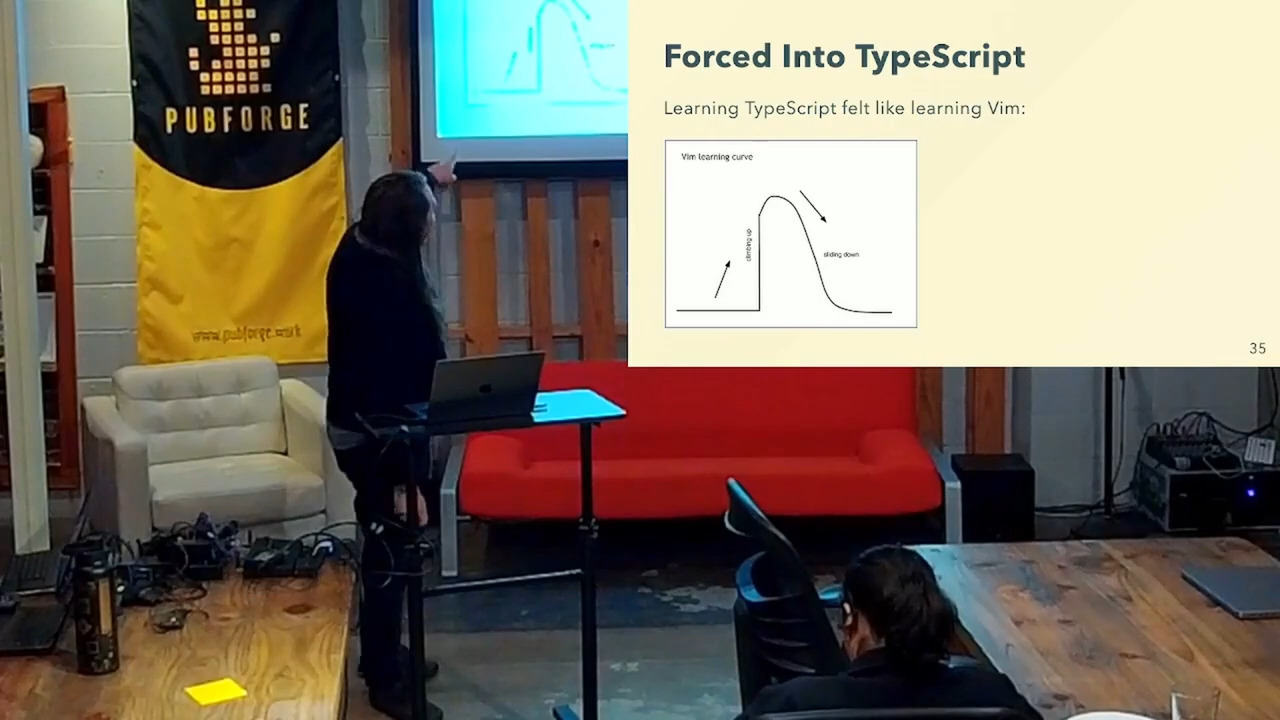 PUBFORGE
www.pubforge.work
Forced Into TypeScript
Learning TypeScript felt like learning Vim:
Vim learning curve
climbing up
sliding down
35